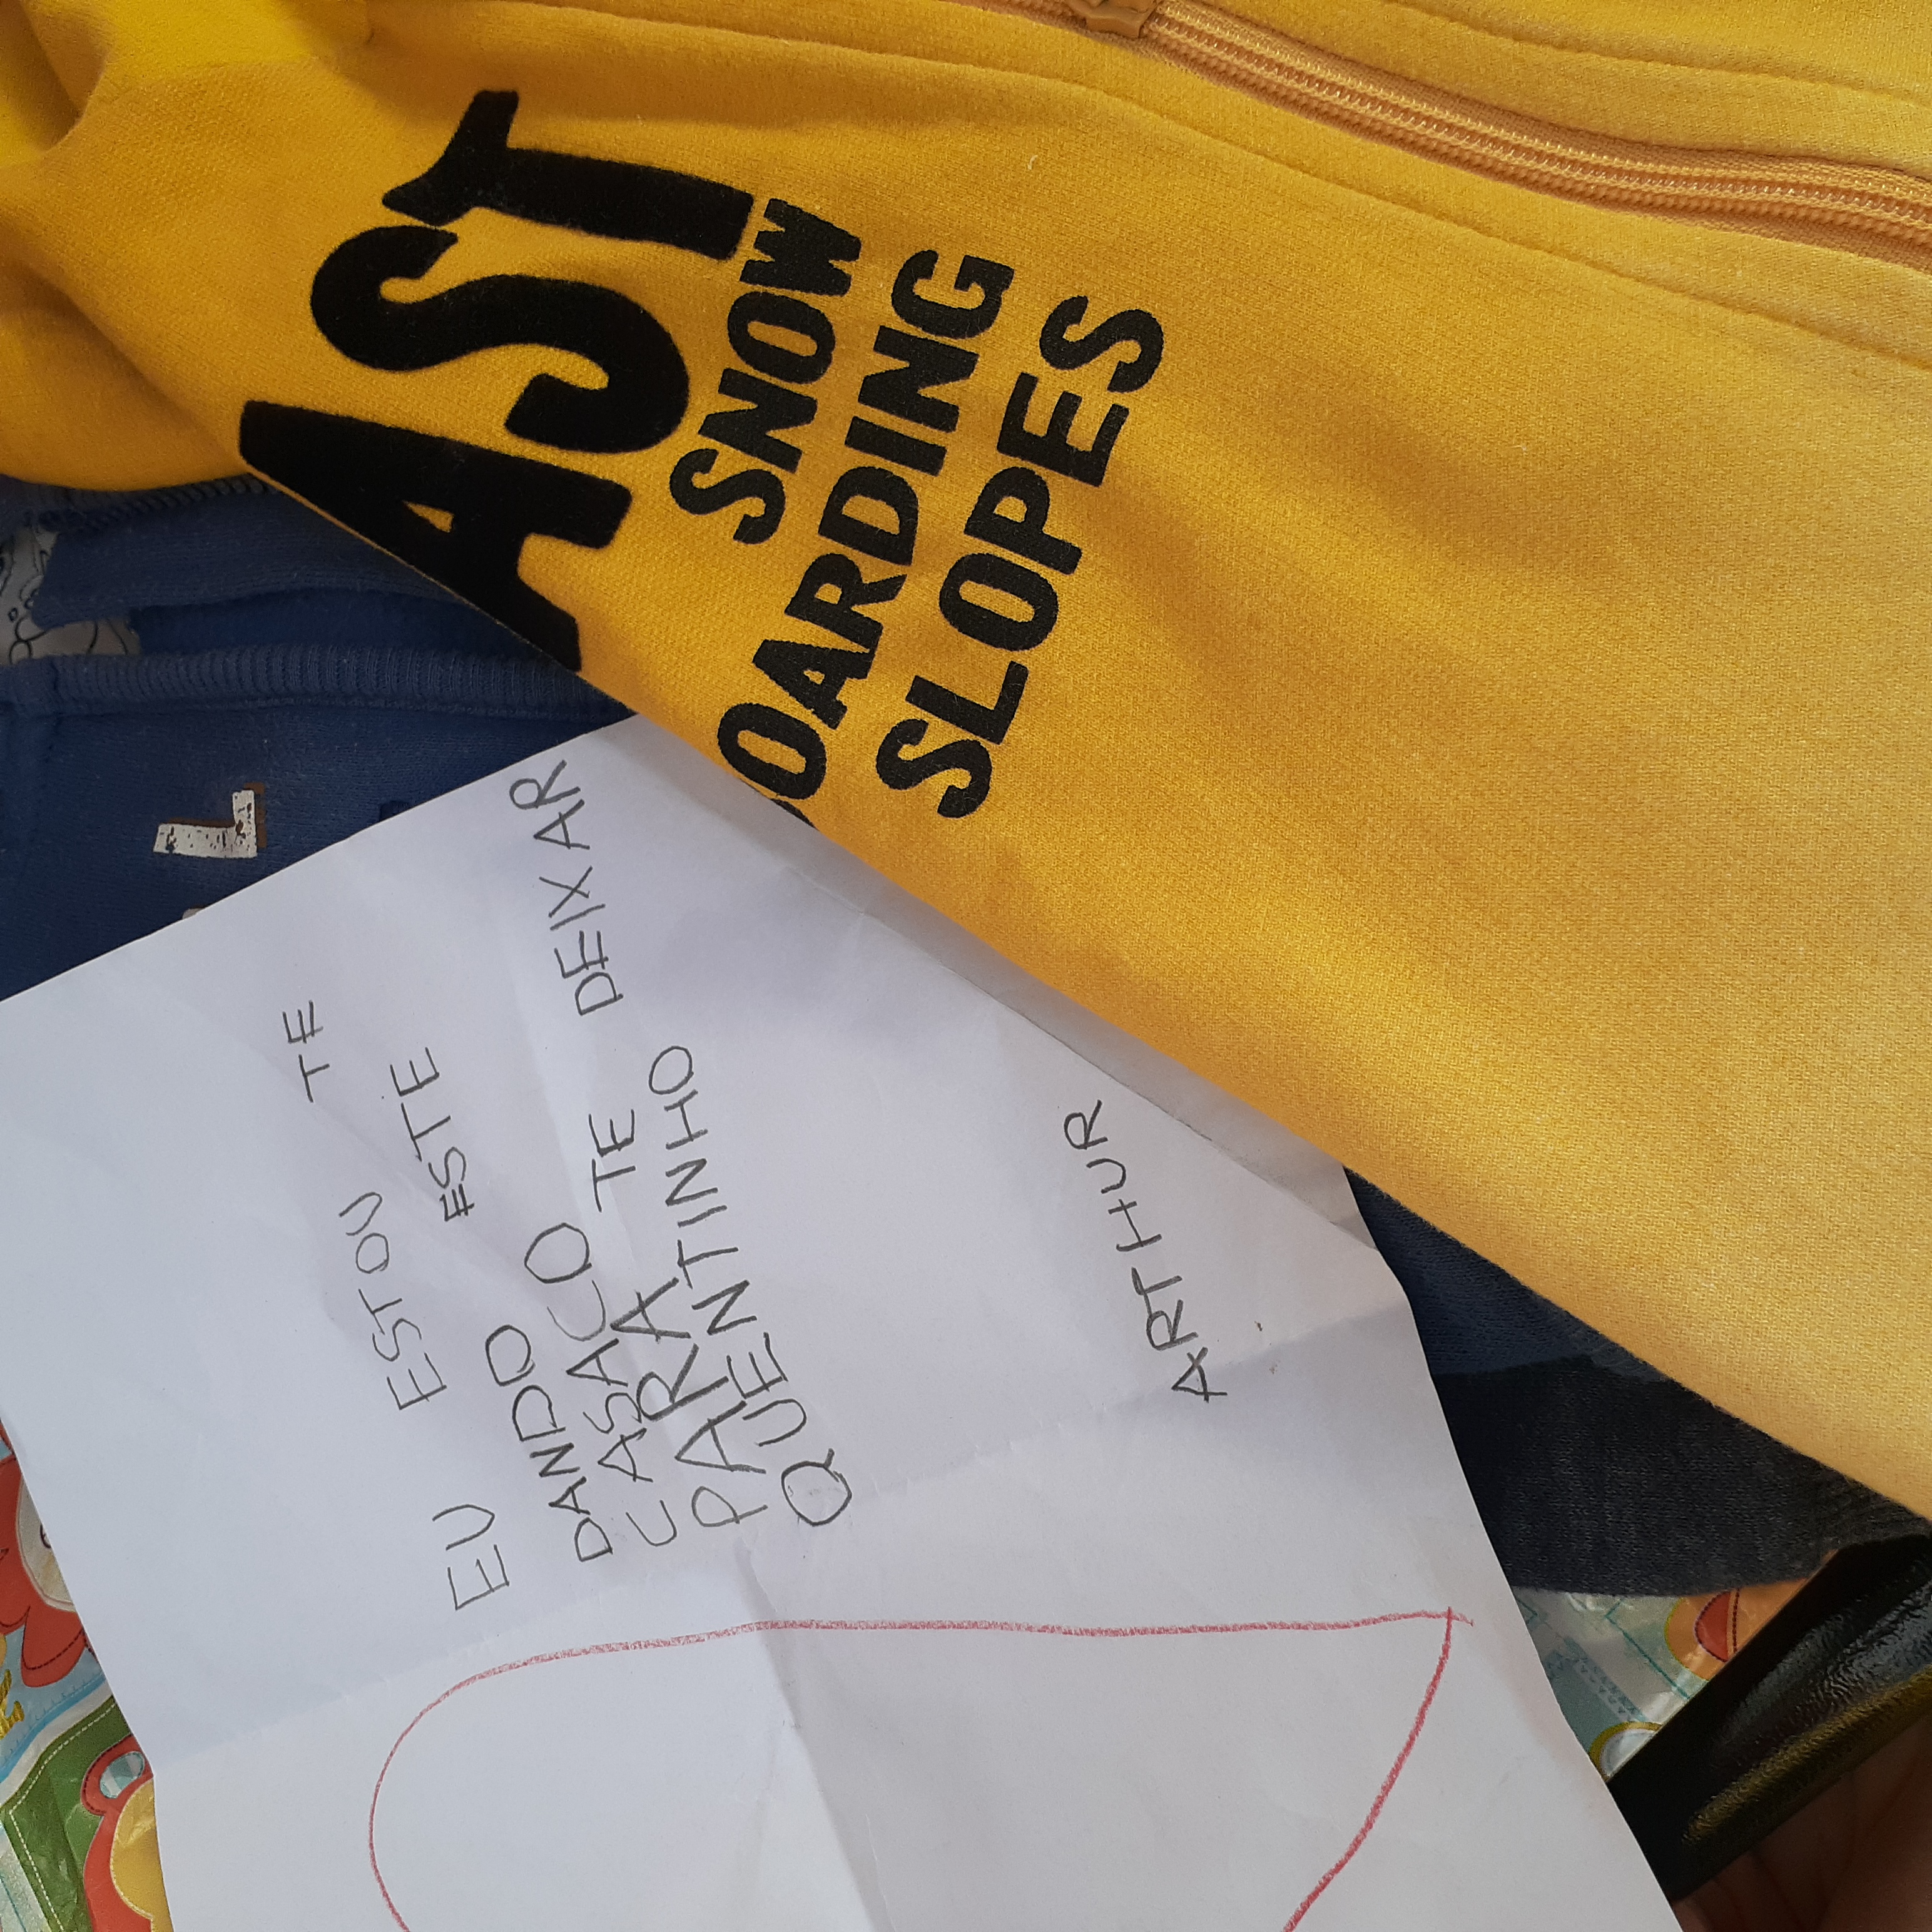 AST
SNOW
OARDING
SLOPES
EU ESTOU TE
DANDO ESTE
CASACO
PARA TE DEIXAR
QUENTINHO
ARTHUR